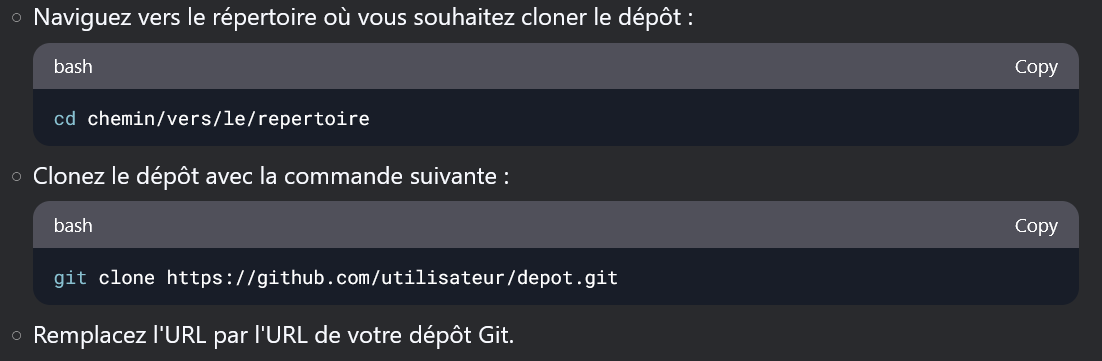 Naviguez vers le répertoire où vous souhaitez cloner le dépôt :
bash Copy
cd chemin/vers/le/repertoire
Clonez le dépôt avec la commande suivante :
bash Copy
git clone https://github.com/utilisateur/depot.git
Remplacez l'URL par l'URL de votre dépôt Git.